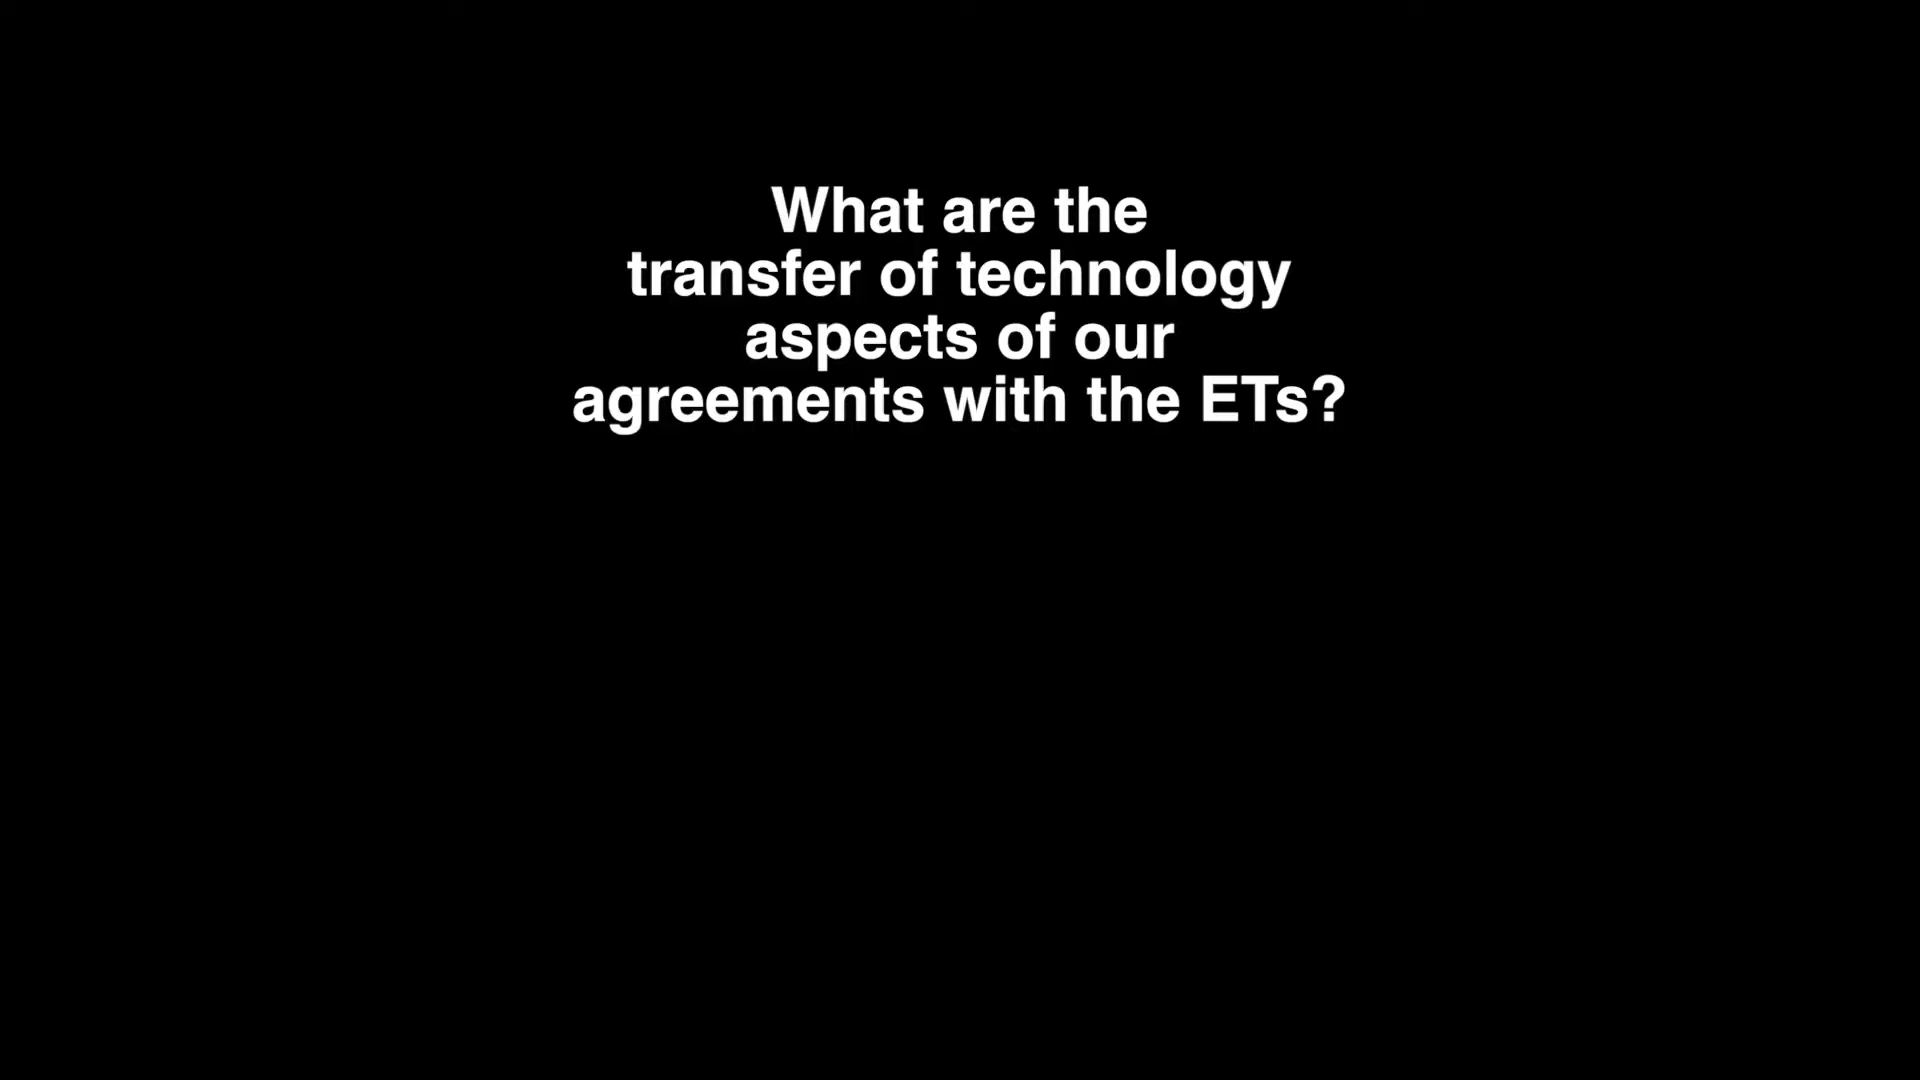 What are the
transfer of technology
aspects of our
agreements with the ETs?